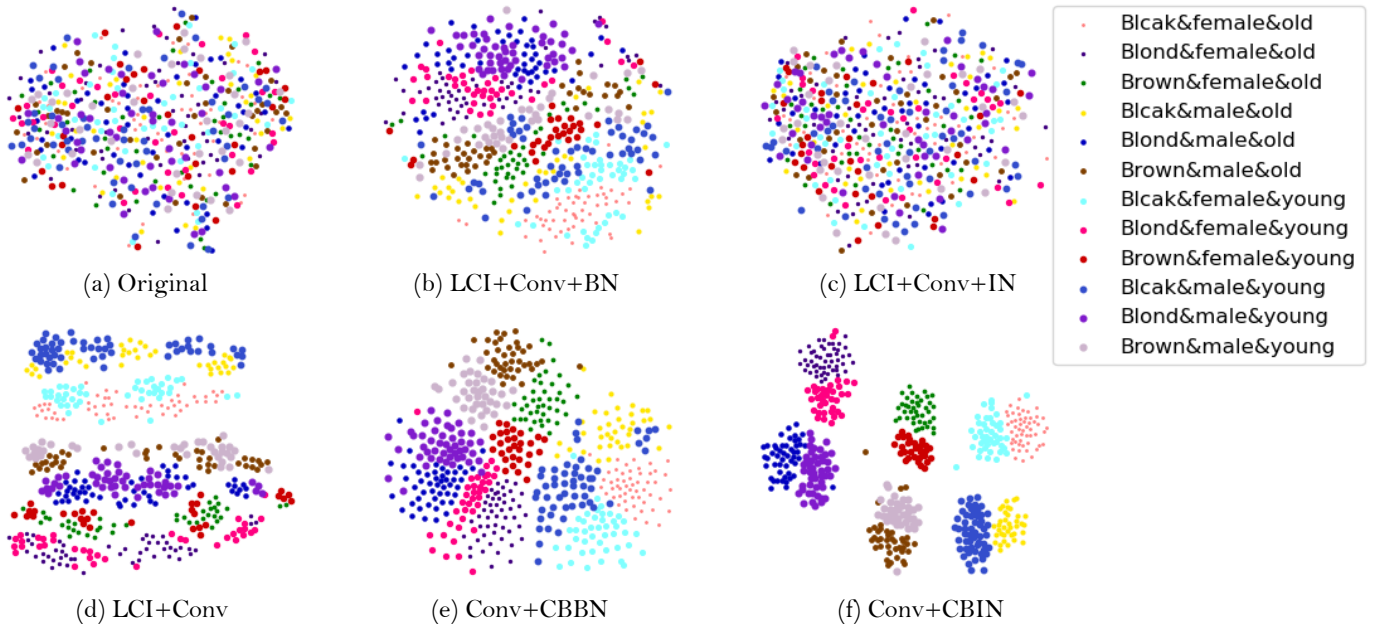 Blcak&female&old
Blond&female&old
Brown&female&old
Blcak&male&old
Blond&male&old
Brown&male&old
Blcak&female&young
Blond&female&young
Brown&female&young
Blcak&male&young
Blond&male&young
Brown&male&young
(a) Original
(b) LCI+Conv+BN
(c) LCI+Conv+IN
(d) LCI+Conv
(e) Conv+CBBN
(f) Conv+CBIN